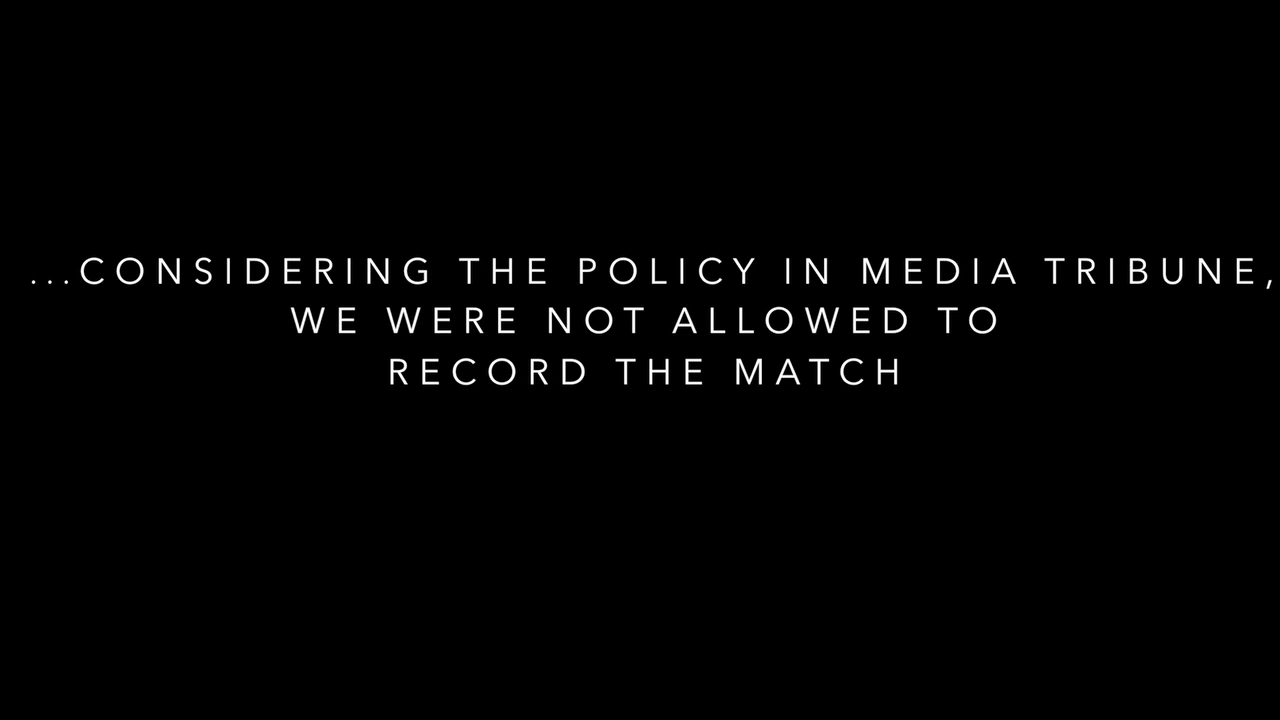 ...CONSIDERING THE POLICY IN MEDIA TRIBUNE,
WE WERE NOT ALLOWED TO
RECORD THE MATCH